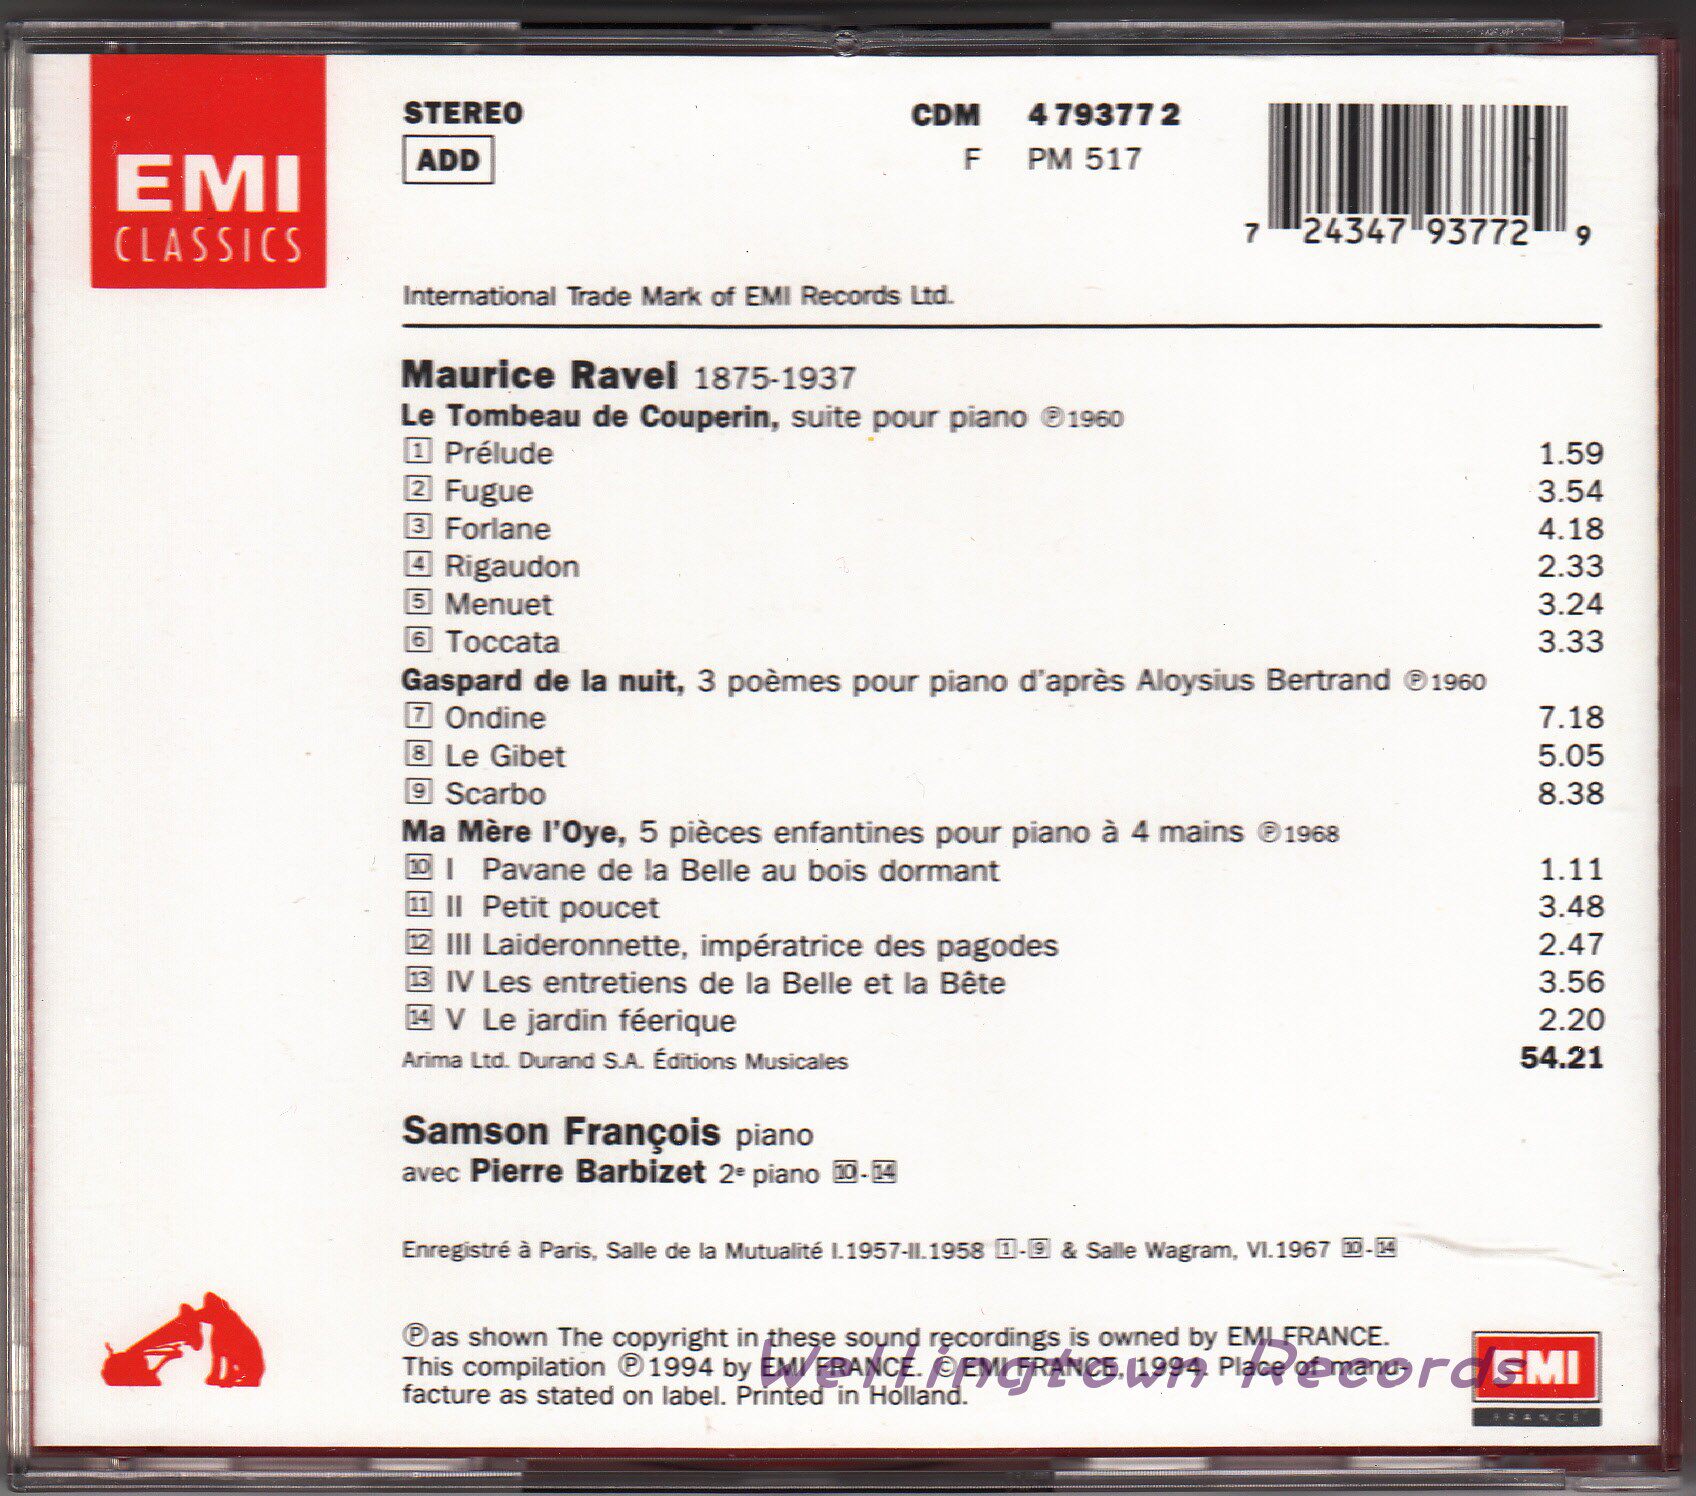 EMI
CLASSICS
STEREO
ADD
CDM 4 79377 2
F PM 517
7 24347 93772 9
International Trade Mark of EMI Records Ltd.
Maurice Ravel 1875-1937
Le Tombeau de Couperin, suite pour piano ℗1960
1 Prélude 1.59
2 Fugue 3.54
3 Forlane 4.18
4 Rigaudon 2.33
5 Menuet 3.24
6 Toccata 3.33
Gaspard de la nuit, 3 poèmes pour piano d'après Aloysius Bertrand ℗1960
7 Ondine 7.18
8 Le Gibet 5.05
9 Scarbo 8.38
Ma Mère l'Oye, 5 pièces enfantines pour piano à 4 mains ℗1968
10 I Pavane de la Belle au bois dormant 1.11
11 II Petit poucet 3.48
12 III Laideronnette, impératrice des pagodes 2.47
13 IV Les entretiens de la Belle et la Bête 3.56
14 V Le jardin féerique 2.20
Arima Ltd. Durand S.A. Éditions Musicales 54.21
Samson François piano
avec Pierre Barbizet 2e piano 10-14
Enregistré à Paris, Salle de la Mutualité I.1957-II.1958 1-9 & Salle Wagram, VI.1967 10-14
℗as shown The copyright in these sound recordings is owned by EMI FRANCE.
This compilation ℗1994 by EMI FRANCE. © EMI FRANCE, 1994. Place of manu-
facture as stated on label. Printed in Holland.
Wellingtown Records
EMI
FRANCE